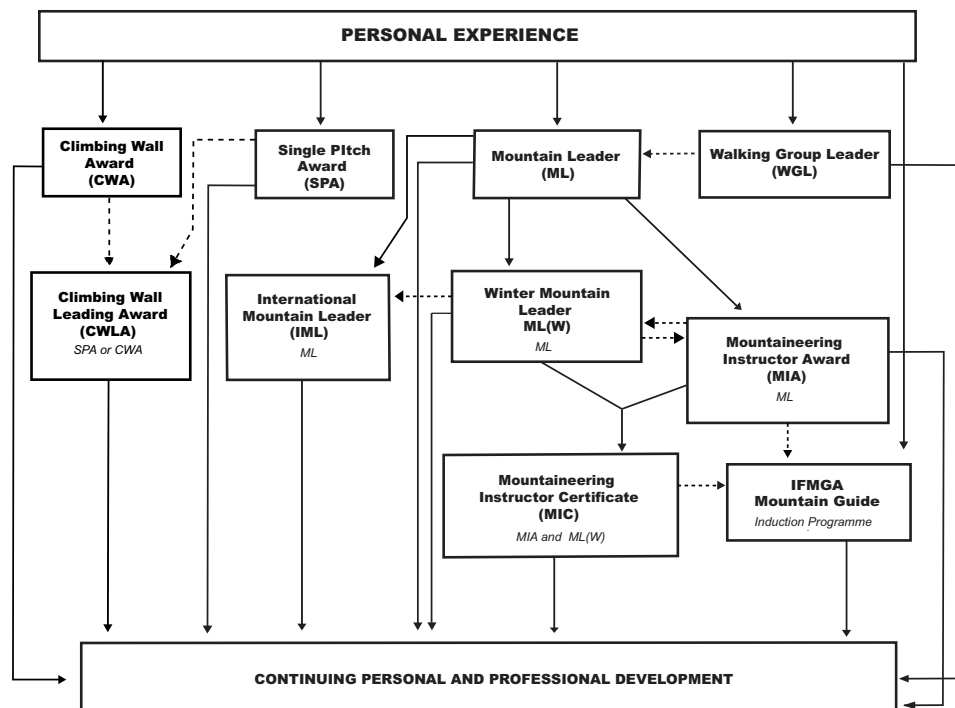 PERSONAL EXPERIENCE
Climbing Wall
Award
(CWA)
Single PItch
Award
(SPA)
Mountain Leader
(ML)
Walking Group Leader
(WGL)
Climbing Wall
Leading Award
(CWLA)
SPA or CWA
International
Mountain Leader
(IML)
ML
Winter Mountain
Leader
ML(W)
ML
Mountaineering
Instructor Award
(MIA)
ML
Mountaineering
Instructor Certificate
(MIC)
MIA and ML(W)
IFMGA
Mountain Guide
Induction Programme
CONTINUING PERSONAL AND PROFESSIONAL DEVELOPMENT